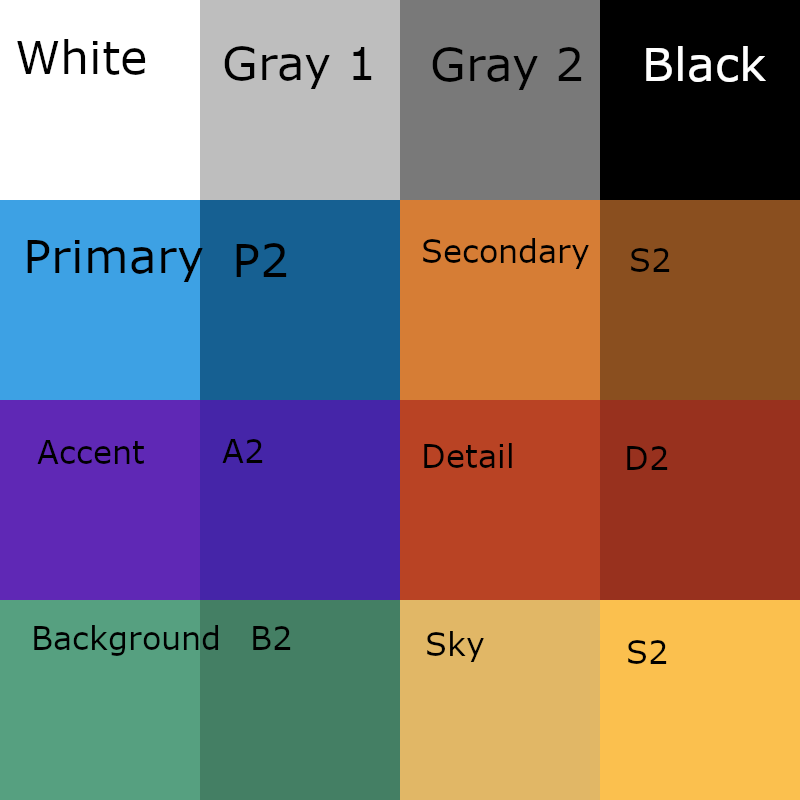 White
Gray 1
Gray 2
Black
Primary
P2
Secondary
S2
Accent
A2
Detail
D2
Background
B2
Sky
S2